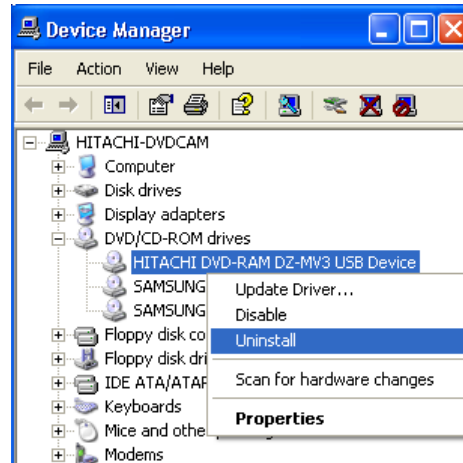 Device Manager
File Action View Help
HITACHI-DVDCAM
Computer
Disk drives
Display adapters
DVD/CD-ROM drives
HITACHI DVD-RAM DZ-MV3 USB Device
SAMSUNG
SAMSUNG
Update Driver...
Disable
Uninstall
Scan for hardware changes
Properties
Floppy disk co
Floppy disk dri
IDE ATA/ATAP
Keyboards
Mice and othe
Modems